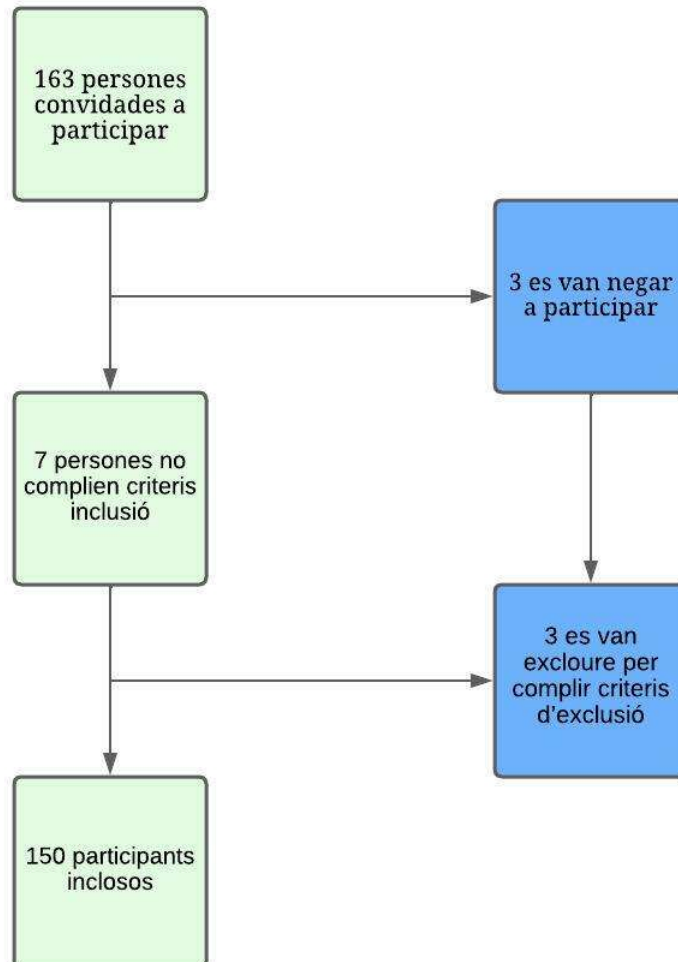 163 persones
convidades a
participar
3 es van negar
a participar
7 persones no
complien criteris
inclusió
3 es van
excloure per
complir criteris
d'exclusió
150 participants
inclosos